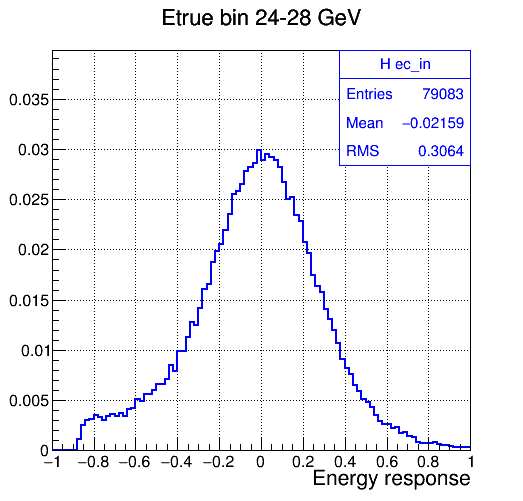 Etrue bin 24-28 GeV
H ec_in
Entries 79083
Mean −0.02159
RMS 0.3064
0.035
0.03
0.025
0.02
0.015
0.01
0.005
0
−1 −0.8 −0.6 −0.4 −0.2 0 0.2 0.4 0.6 0.8 1
Energy response